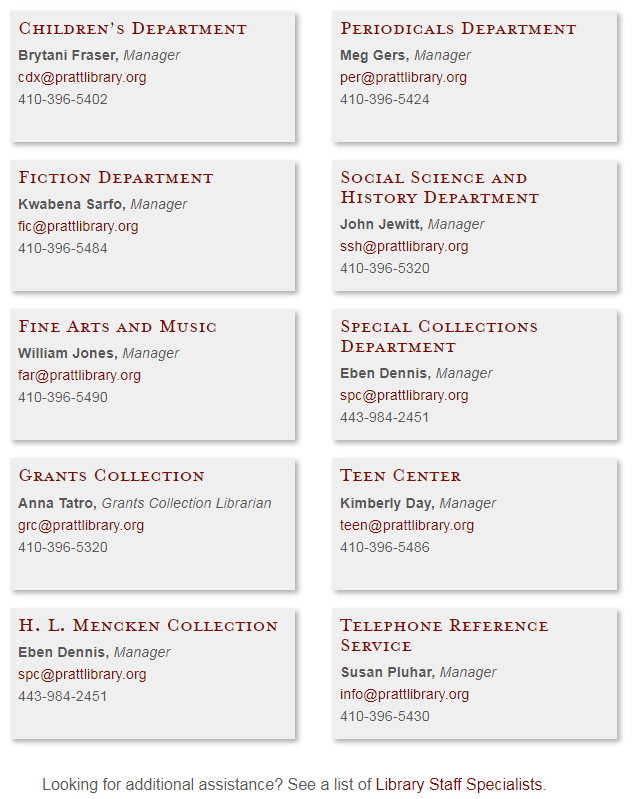 Children's Department
Brytani Fraser, Manager
cdx@prattlibrary.org
410-396-5402
Periodicals Department
Meg Gers, Manager
per@prattlibrary.org
410-396-5424
Fiction Department
Kwabena Sarfo, Manager
fic@prattlibrary.org
410-396-5484
Social Science and
History Department
John Jewitt, Manager
ssh@prattlibrary.org
410-396-5320
Fine Arts and Music
William Jones, Manager
far@prattlibrary.org
410-396-5490
Special Collections
Department
Eben Dennis, Manager
spc@prattlibrary.org
443-984-2451
Grants Collection
Anna Tatro, Grants Collection Librarian
grc@prattlibrary.org
410-396-5320
Teen Center
Kimberly Day, Manager
teen@prattlibrary.org
410-396-5486
H. L. Mencken Collection
Eben Dennis, Manager
spc@prattlibrary.org
443-984-2451
Telephone Reference
Service
Susan Pluhar, Manager
info@prattlibrary.org
410-396-5430
Looking for additional assistance? See a list of Library Staff Specialists.